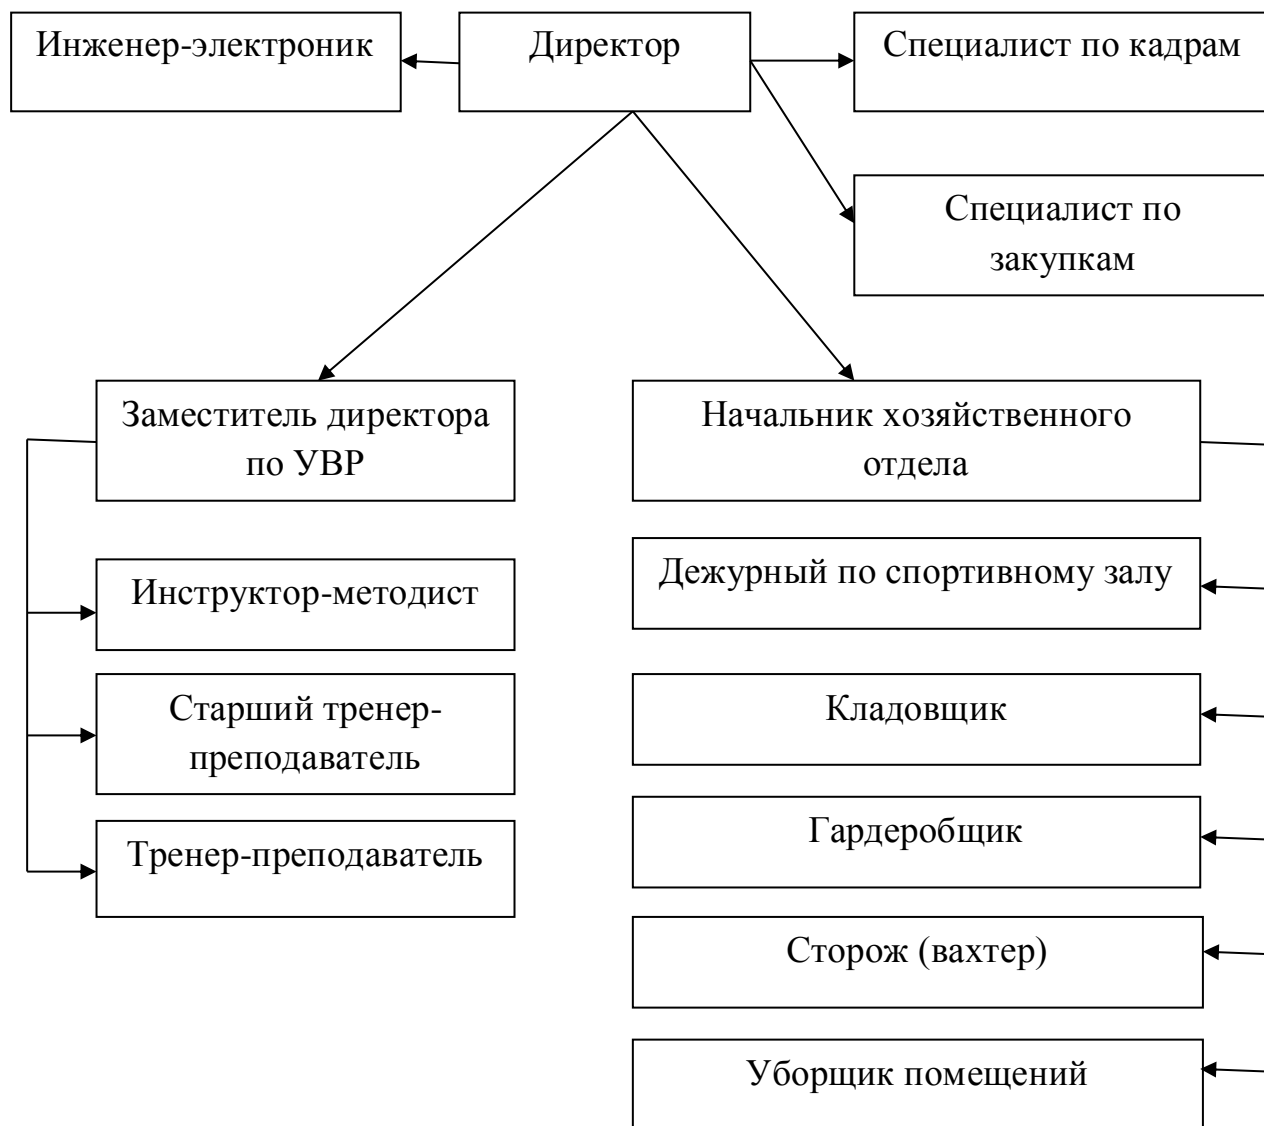 Инженер-электроник
Директор
Специалист по кадрам
Специалист по
закупкам
Заместитель директора
по УВР
Начальник хозяйственного
отдела
Инструктор-методист
Дежурный по спортивному залу
Старший тренер-
преподаватель
Кладовщик
Тренер-преподаватель
Гардеробщик
Сторож (вахтер)
Уборщик помещений